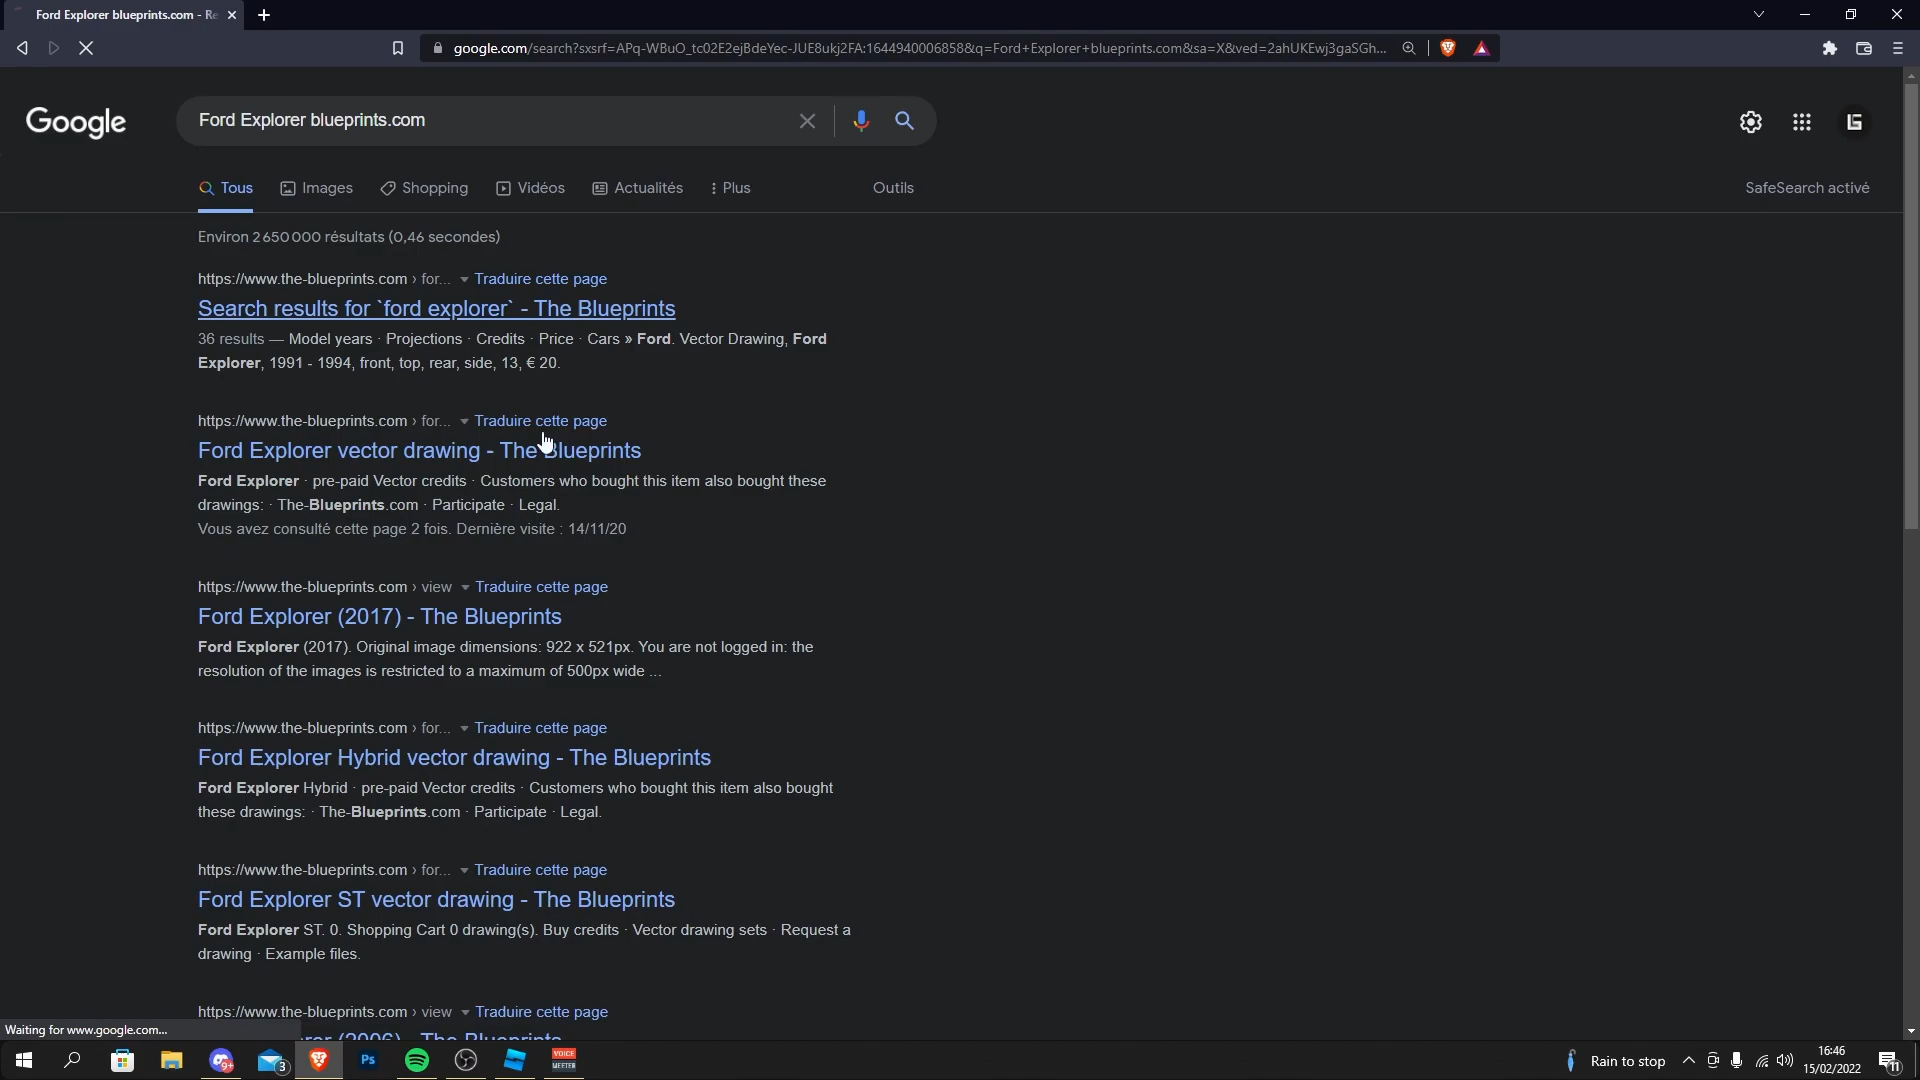 Ford Explorer blueprints.com - Re
google.com/search?sxsrf=APq-WBuO_tc02E2ejBdeYec-JUE8ukj2FA:1644940006858&q=Ford+Explorer+blueprints.com&sa=X&ved=2ahUKEwj3gaSGh...
Google
Ford Explorer blueprints.com
Tous Images Shopping Vidéos Actualités Plus Outils SafeSearch activé
Environ 2 650 000 résultats (0,46 secondes)
https://www.the-blueprints.com › for... Traduire cette page
Search results for `ford explorer` - The Blueprints
36 results — Model years · Projections · Credits · Price · Cars » Ford. Vector Drawing, Ford
Explorer, 1991 - 1994, front, top, rear, side, 13, € 20.
https://www.the-blueprints.com › for... Traduire cette page
Ford Explorer vector drawing - The Blueprints
Ford Explorer · pre-paid Vector credits · Customers who bought this item also bought these
drawings: · The-Blueprints.com · Participate · Legal.
Vous avez consulté cette page 2 fois. Dernière visite : 14/11/20
https://www.the-blueprints.com › view Traduire cette page
Ford Explorer (2017) - The Blueprints
Ford Explorer (2017). Original image dimensions: 922 x 521px. You are not logged in: the
resolution of the images is restricted to a maximum of 500px wide ...
https://www.the-blueprints.com › for... Traduire cette page
Ford Explorer Hybrid vector drawing - The Blueprints
Ford Explorer Hybrid · pre-paid Vector credits · Customers who bought this item also bought
these drawings: · The-Blueprints.com · Participate · Legal.
https://www.the-blueprints.com › for... Traduire cette page
Ford Explorer ST vector drawing - The Blueprints
Ford Explorer ST. 0. Shopping Cart 0 drawing(s). Buy credits · Vector drawing sets · Request a
drawing · Example files.
https://www.the-blueprints.com › view Traduire cette page
Waiting for www.google.com...
rer (2006) - The Blueprints
9+
3
Ps
VOICE
MEETER
Rain to stop
16:46
15/02/2022
11